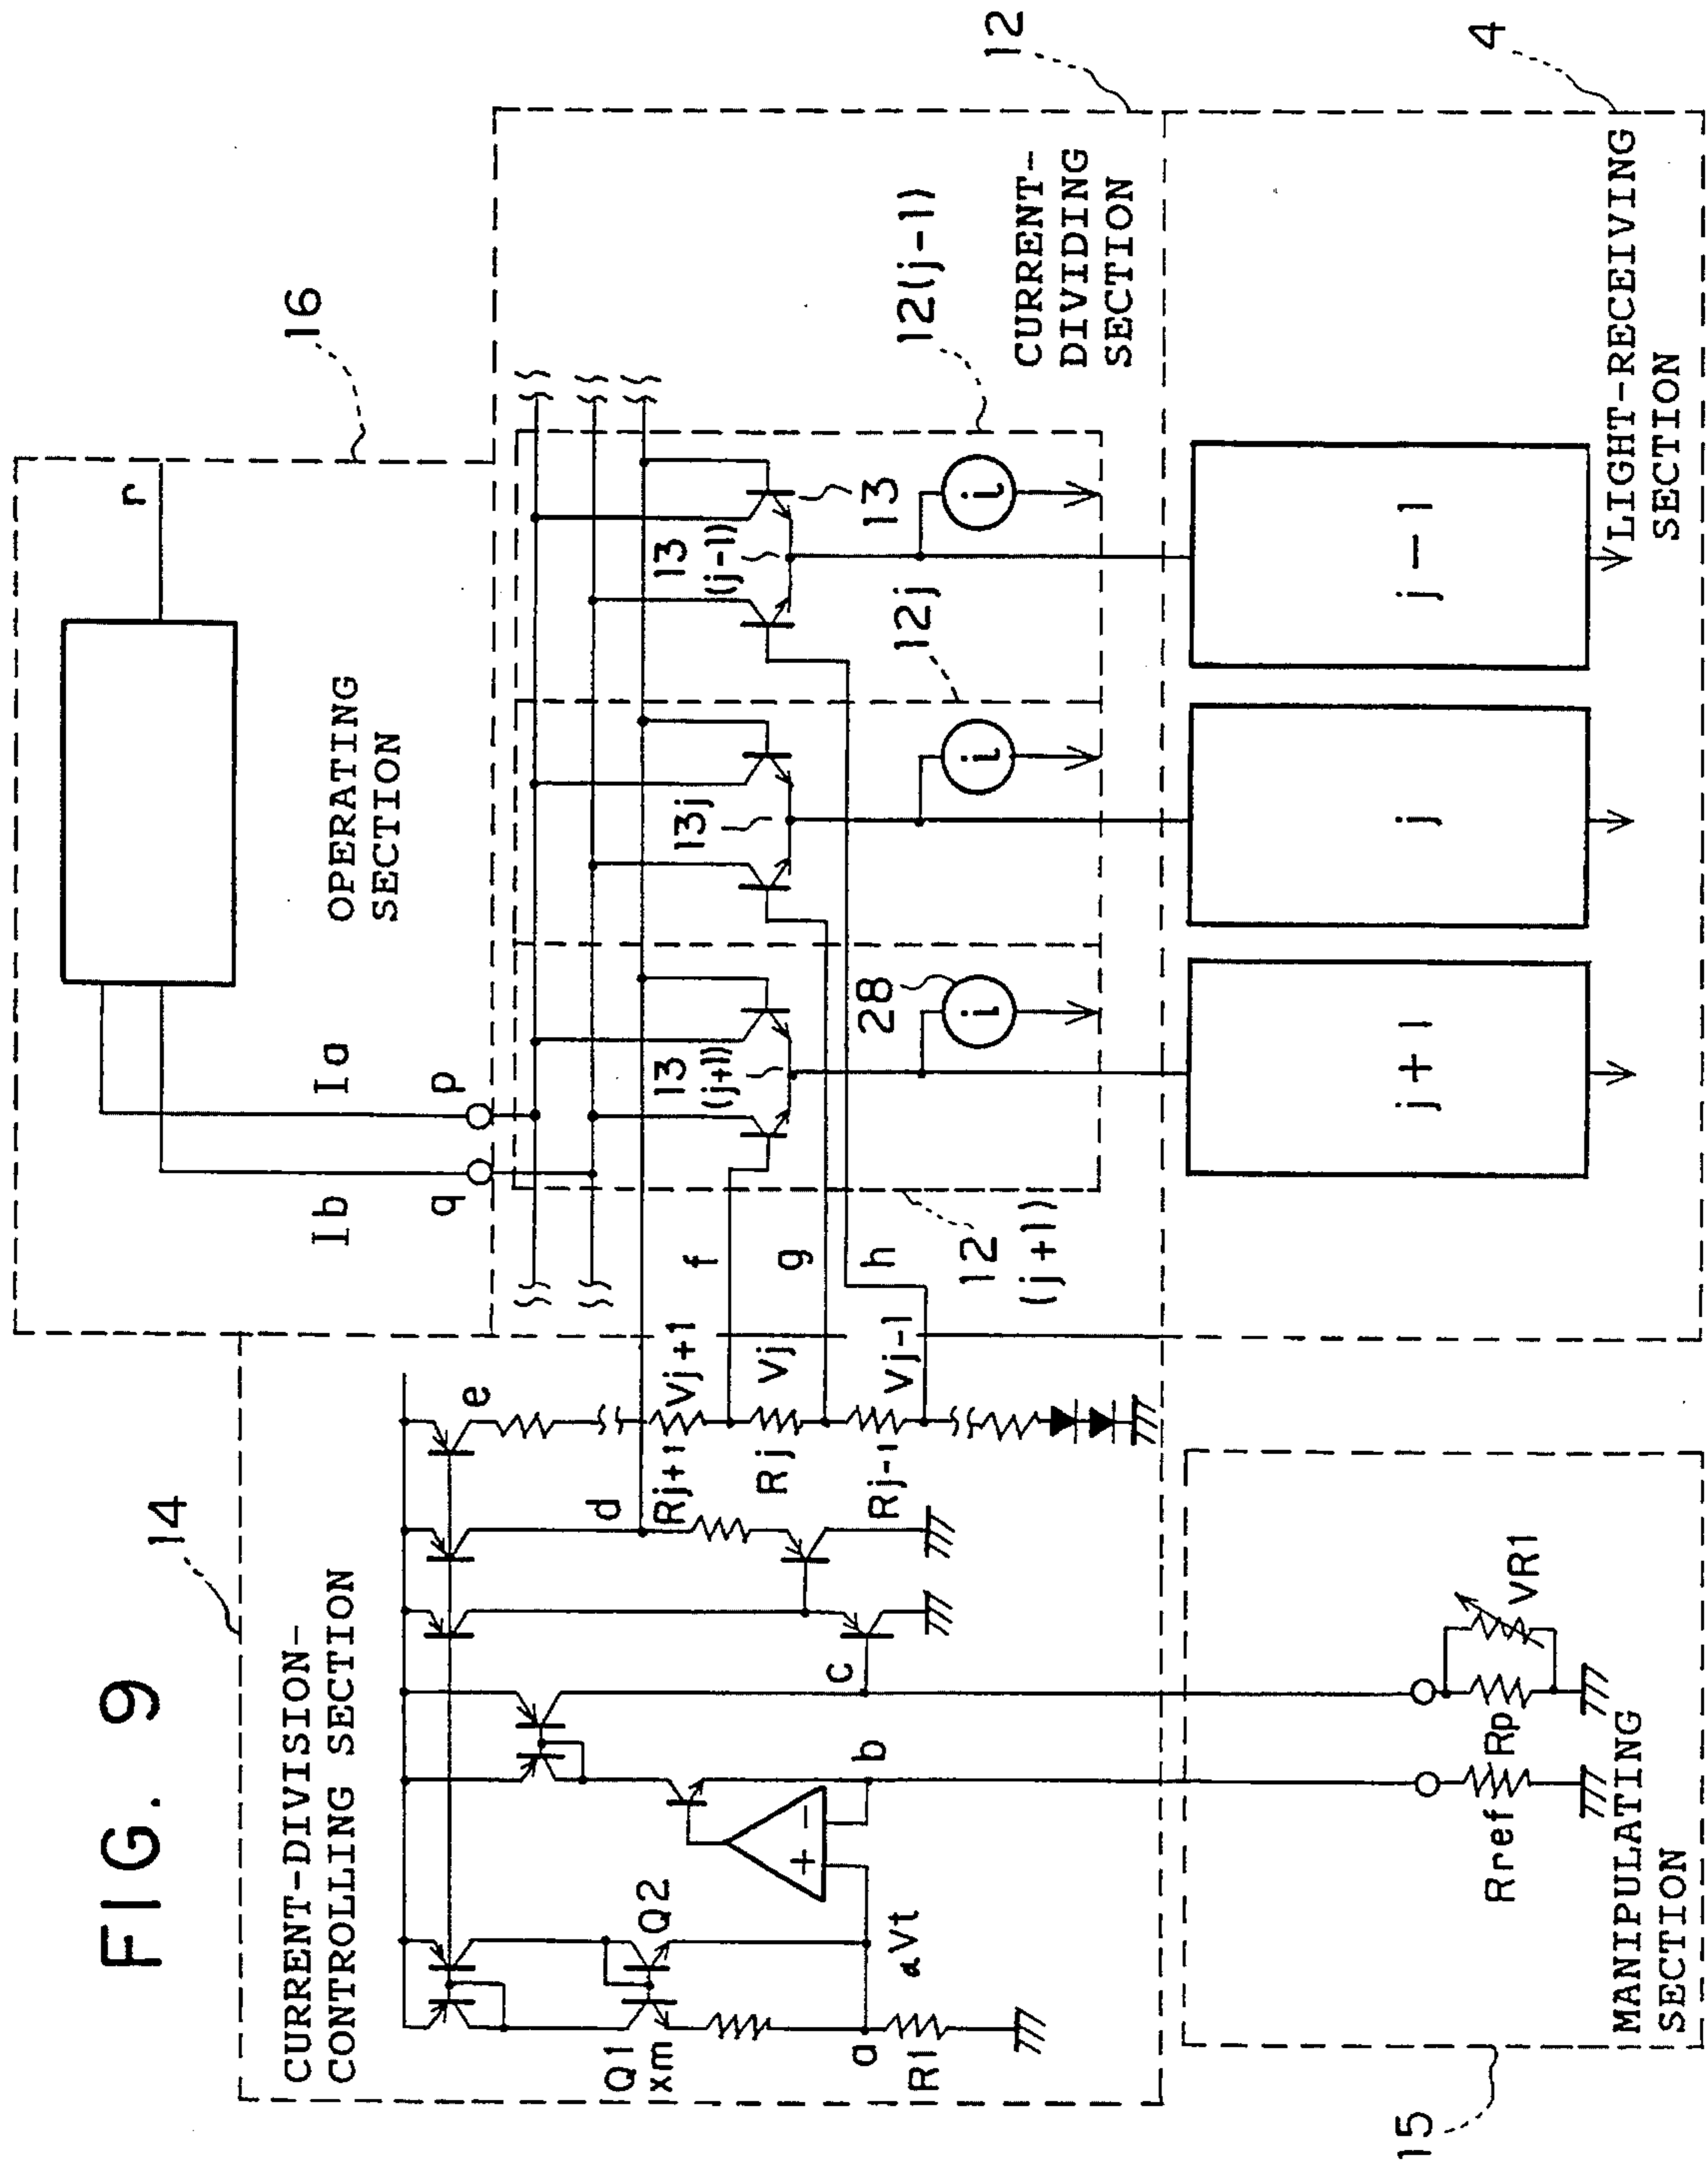 FIG. 9
14
CURRENT-DIVISION-
CONTROLLING SECTION
Q1
xm
Q2
a
αVt
R1
b
c
d
e
Rj+1
Rj
Rj-1
Vj+1
Vj
Vj-1
f
g
h
+
-
16
OPERATING
SECTION
Ia
Ib
p
q
r
12
CURRENT-
DIVIDING
SECTION
12
(j+1)
12j
12(j-1)
13
(j+1)
13j
13
(j-1)
13
28
i
i
i
4
LIGHT-RECEIVING
SECTION
j+1
j
j-1
15
MANIPULATING
SECTION
Rref
Rp
VR1